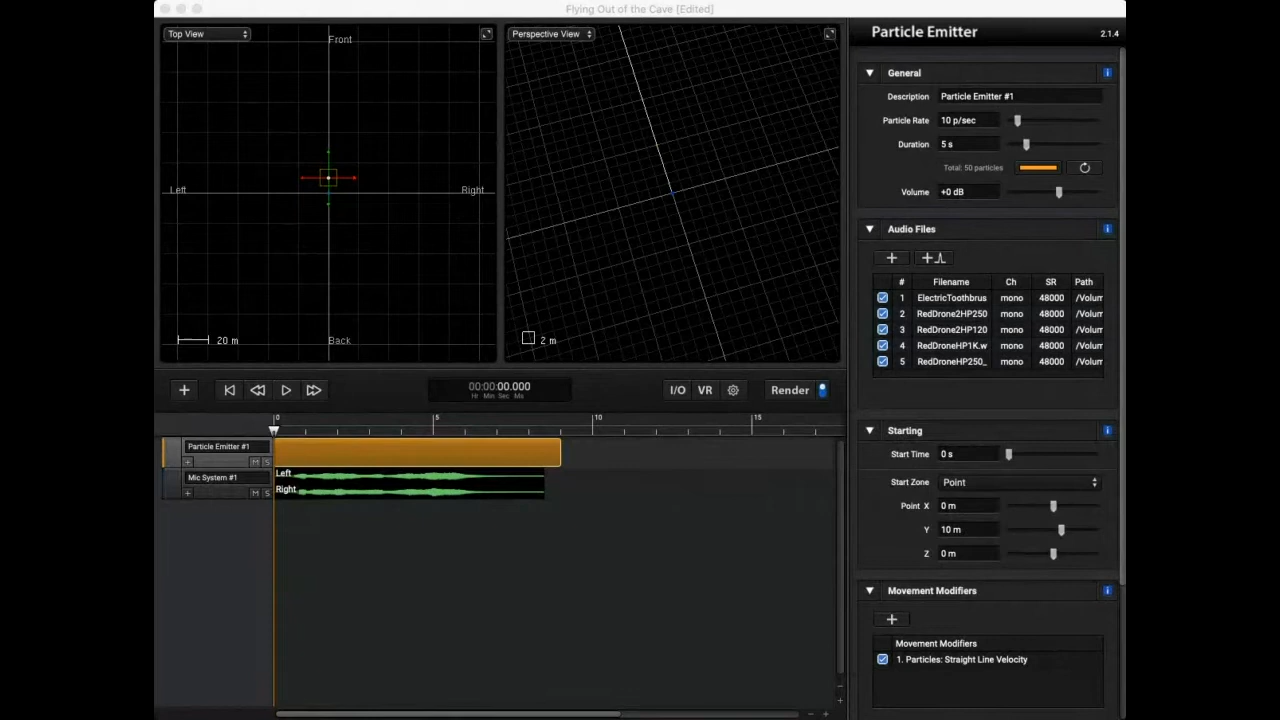 Flying Out of the Cave [Edited]
Top View
Front
Left
Right
20 m
Back
Perspective View
2 m
I/O
VR
00:00:00.000
Hr Min Sec Ms
Render
0
5
10
15
Particle Emitter #1
M S
Mic System #1
M S
Left
Right
Particle Emitter
2.1.4
General
Description Particle Emitter #1
Particle Rate 10 p/sec
Duration 5 s
Total: 50 particles
Volume +0 dB
Audio Files
# Filename Ch SR Path
1 ElectricToothbrus mono 48000 /Volum
2 RedDrone2HP250 mono 48000 /Volum
3 RedDrone2HP120 mono 48000 /Volum
4 RedDroneHP1K.w mono 48000 /Volum
5 RedDroneHP250_ mono 48000 /Volum
Starting
Start Time 0 s
Start Zone Point
Point X 0 m
Y 10 m
Z 0 m
Movement Modifiers
Movement Modifiers
1. Particles: Straight Line Velocity